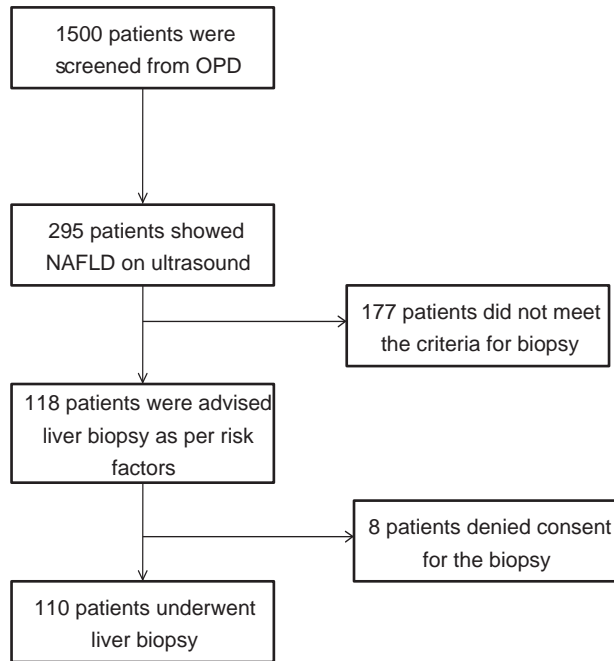 1500 patients were
screened from OPD
295 patients showed
NAFLD on ultrasound
177 patients did not meet
the criteria for biopsy
118 patients were advised
liver biopsy as per risk
factors
8 patients denied consent
for the biopsy
110 patients underwent
liver biopsy